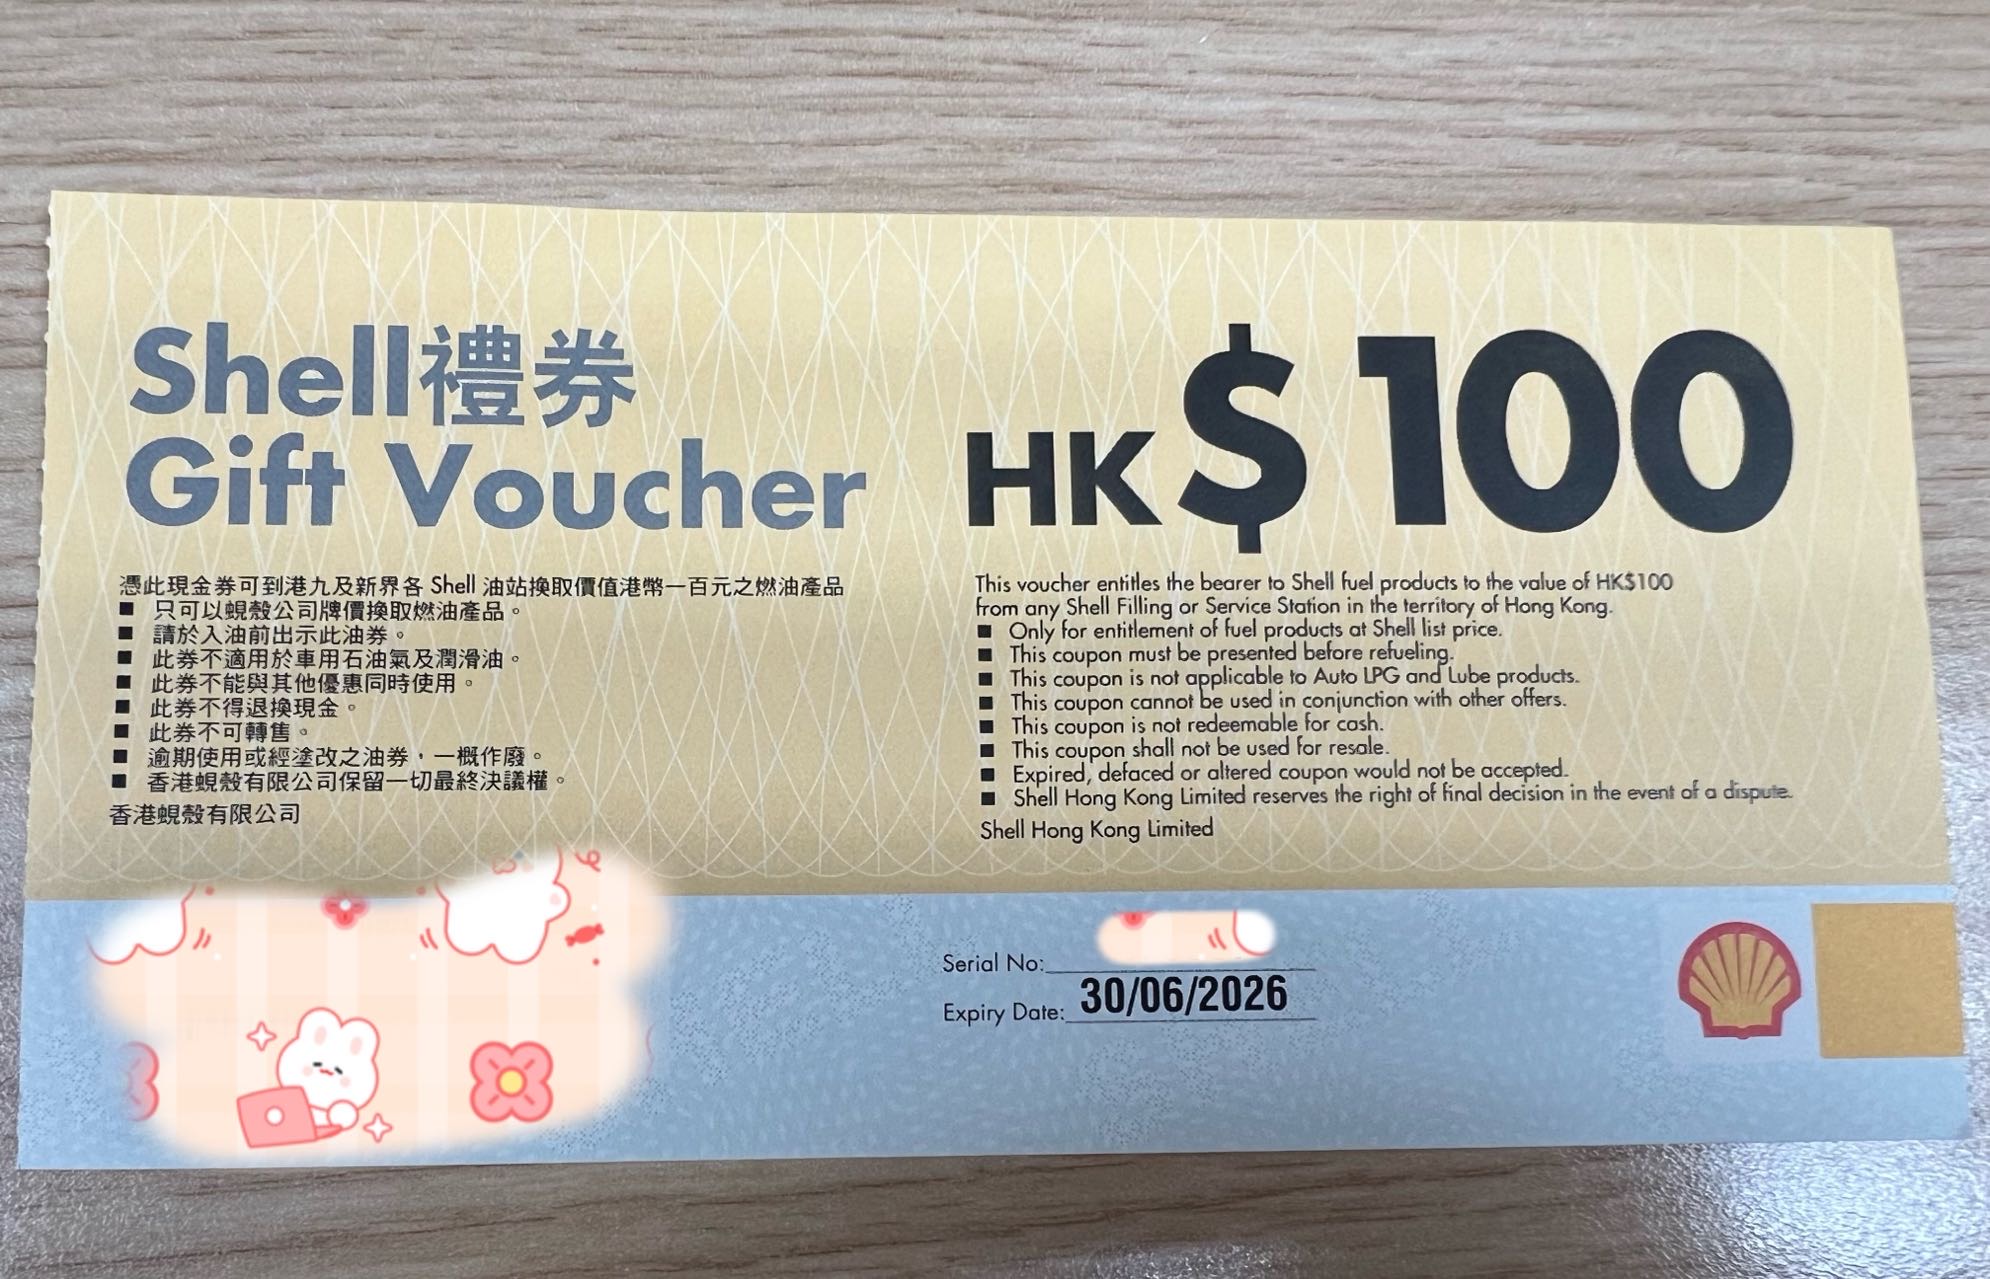 Shell禮券
Gift Voucher
HK$100
憑此現金券可到港九及新界各 Shell 油站換取價值港幣一百元之燃油產品
■ 只可以蜆殼公司牌價換取燃油產品。
■ 請於入油前出示此油券。
■ 此券不適用於車用石油氣及潤滑油。
■ 此券不能與其他優惠同時使用。
■ 此券不得退換現金。
■ 此券不可轉售。
■ 逾期使用或經塗改之油券，一概作廢。
■ 香港蜆殼有限公司保留一切最終決議權。
香港蜆殼有限公司
This voucher entitles the bearer to Shell fuel products to the value of HK$100
from any Shell Filling or Service Station in the territory of Hong Kong.
■ Only for entitlement of fuel products at Shell list price.
■ This coupon must be presented before refueling.
■ This coupon is not applicable to Auto LPG and Lube products.
■ This coupon cannot be used in conjunction with other offers.
■ This coupon is not redeemable for cash.
■ This coupon shall not be used for resale.
■ Expired, defaced or altered coupon would not be accepted.
■ Shell Hong Kong Limited reserves the right of final decision in the event of a dispute.
Shell Hong Kong Limited
Serial No:
Expiry Date: 30/06/2026